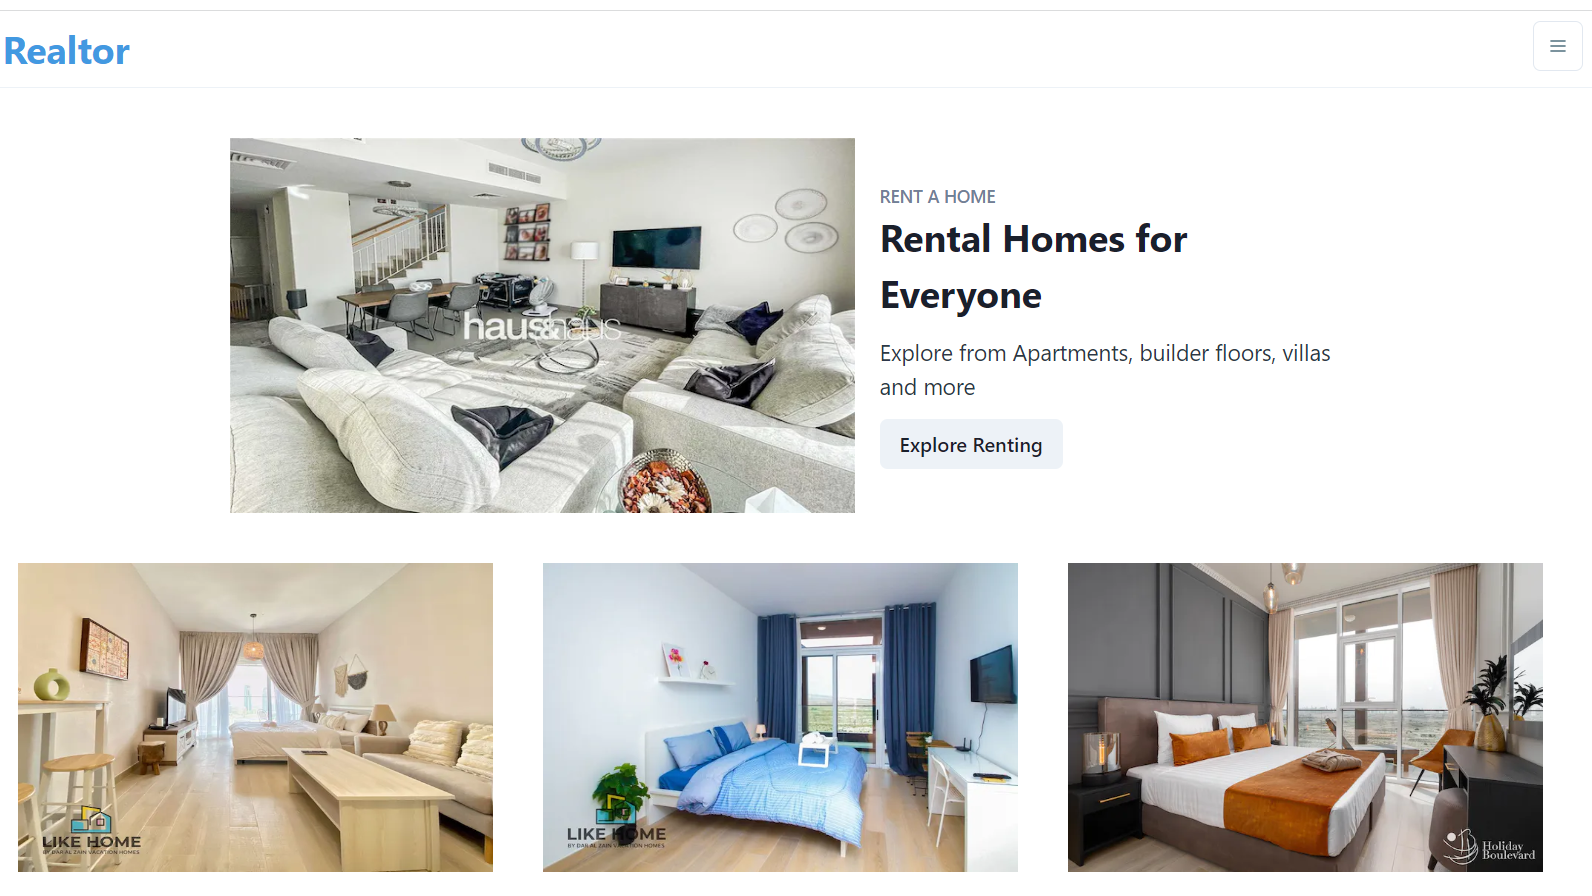 Realtor
RENT A HOME
Rental Homes for
Everyone
Explore from Apartments, builder floors, villas
and more
Explore Renting
haus&haus
LIKE HOME
BY DAR AL ZAIN VACATION HOMES
LIKE HOME
BY DAR AL ZAIN VACATION HOMES
Holiday
Boulevard